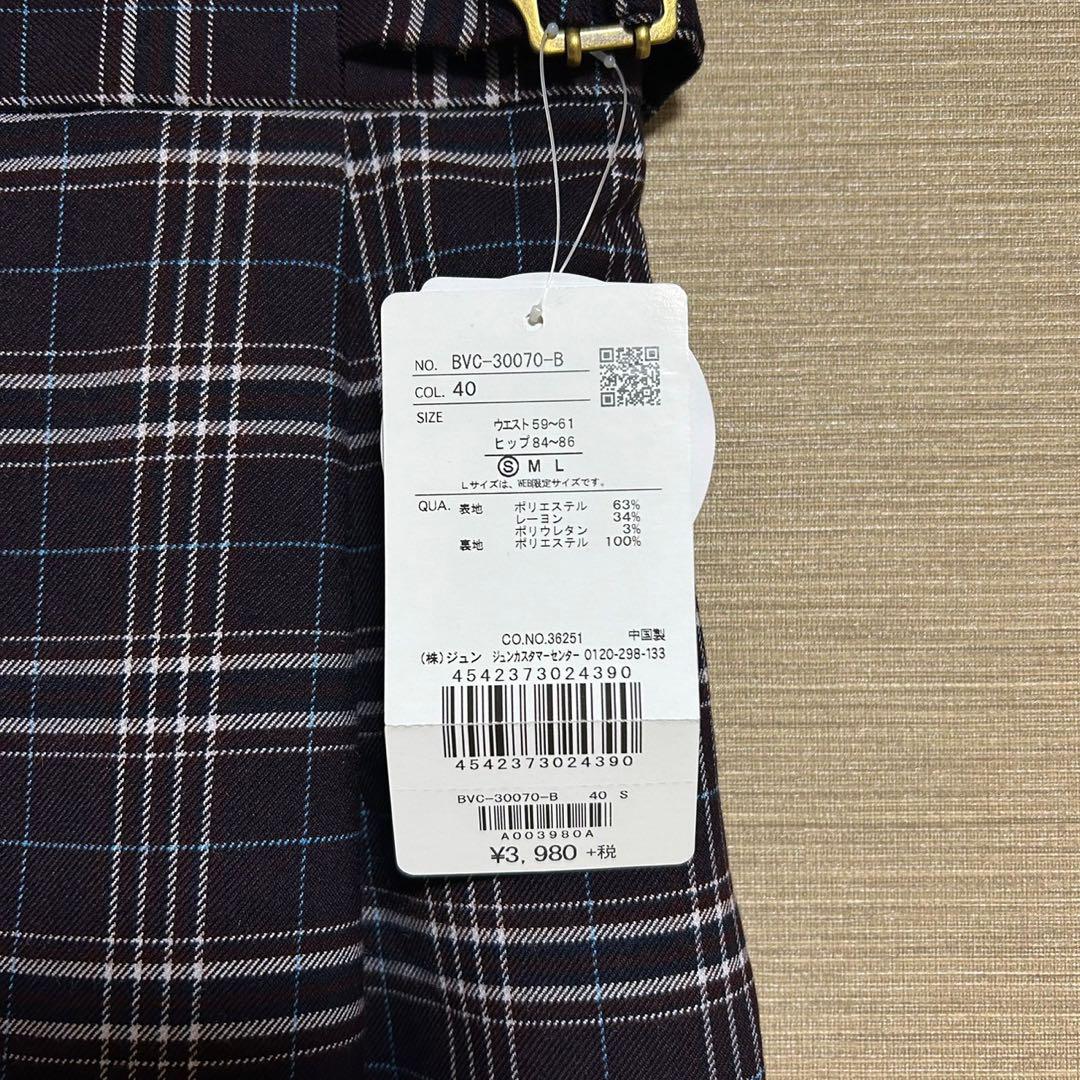 NO. BVC-30070-B
COL. 40
SIZE
ウエスト59~61
ヒップ84~86
Ⓢ M L
Lサイズは、WEB限定サイズです。
QUA. 表地 ポリエステル 63%
レーヨン 34%
ポリウレタン 3%
裏地 ポリエステル 100%
CO.NO.36251 中国製
(株)ジュン ジュンカスタマーセンター 0120-298-133
4542373024390
4542373024390
BVC-30070-B 40 S
A003980A
¥3,980 +税